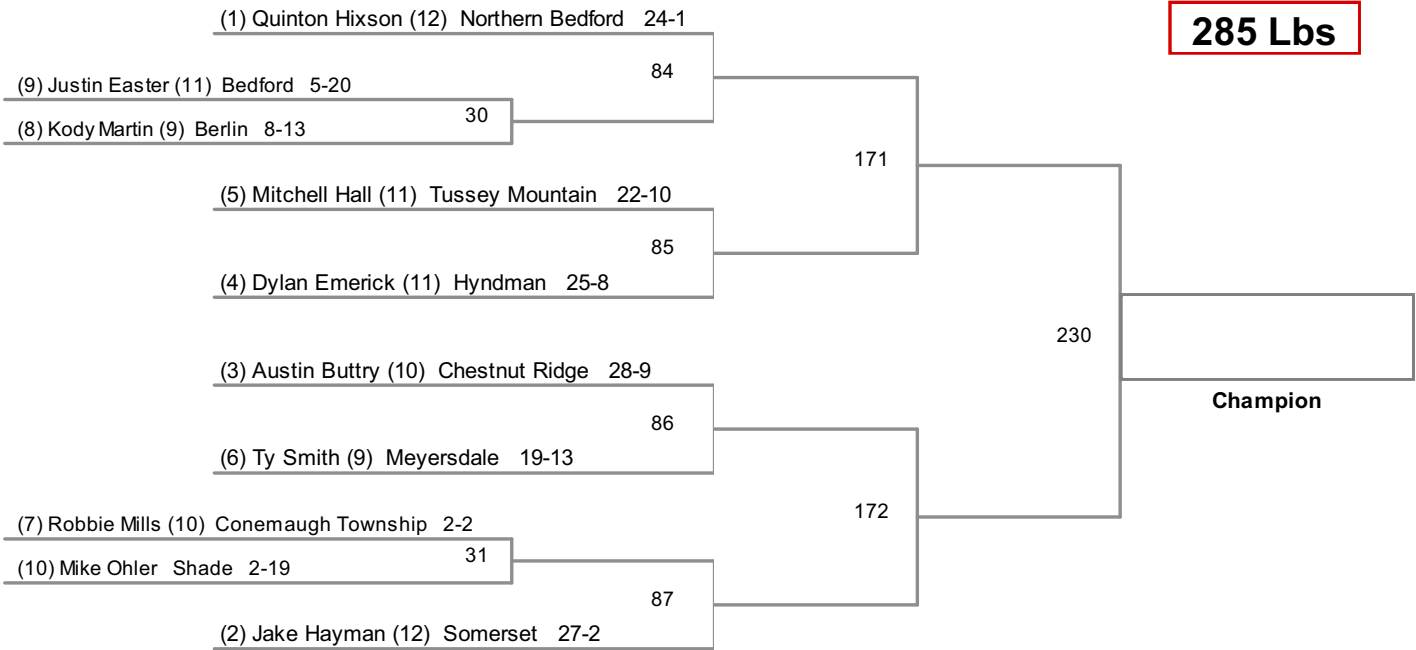 (1) Quinton Hixson (12) Northern Bedford 24-1
285 Lbs
84
(9) Justin Easter (11) Bedford 5-20
30
(8) Kody Martin (9) Berlin 8-13
171
(5) Mitchell Hall (11) Tussey Mountain 22-10
85
(4) Dylan Emerick (11) Hyndman 25-8
230
(3) Austin Buttry (10) Chestnut Ridge 28-9
Champion
86
(6) Ty Smith (9) Meyersdale 19-13
172
(7) Robbie Mills (10) Conemaugh Township 2-2
31
(10) Mike Ohler Shade 2-19
87
(2) Jake Hayman (12) Somerset 27-2